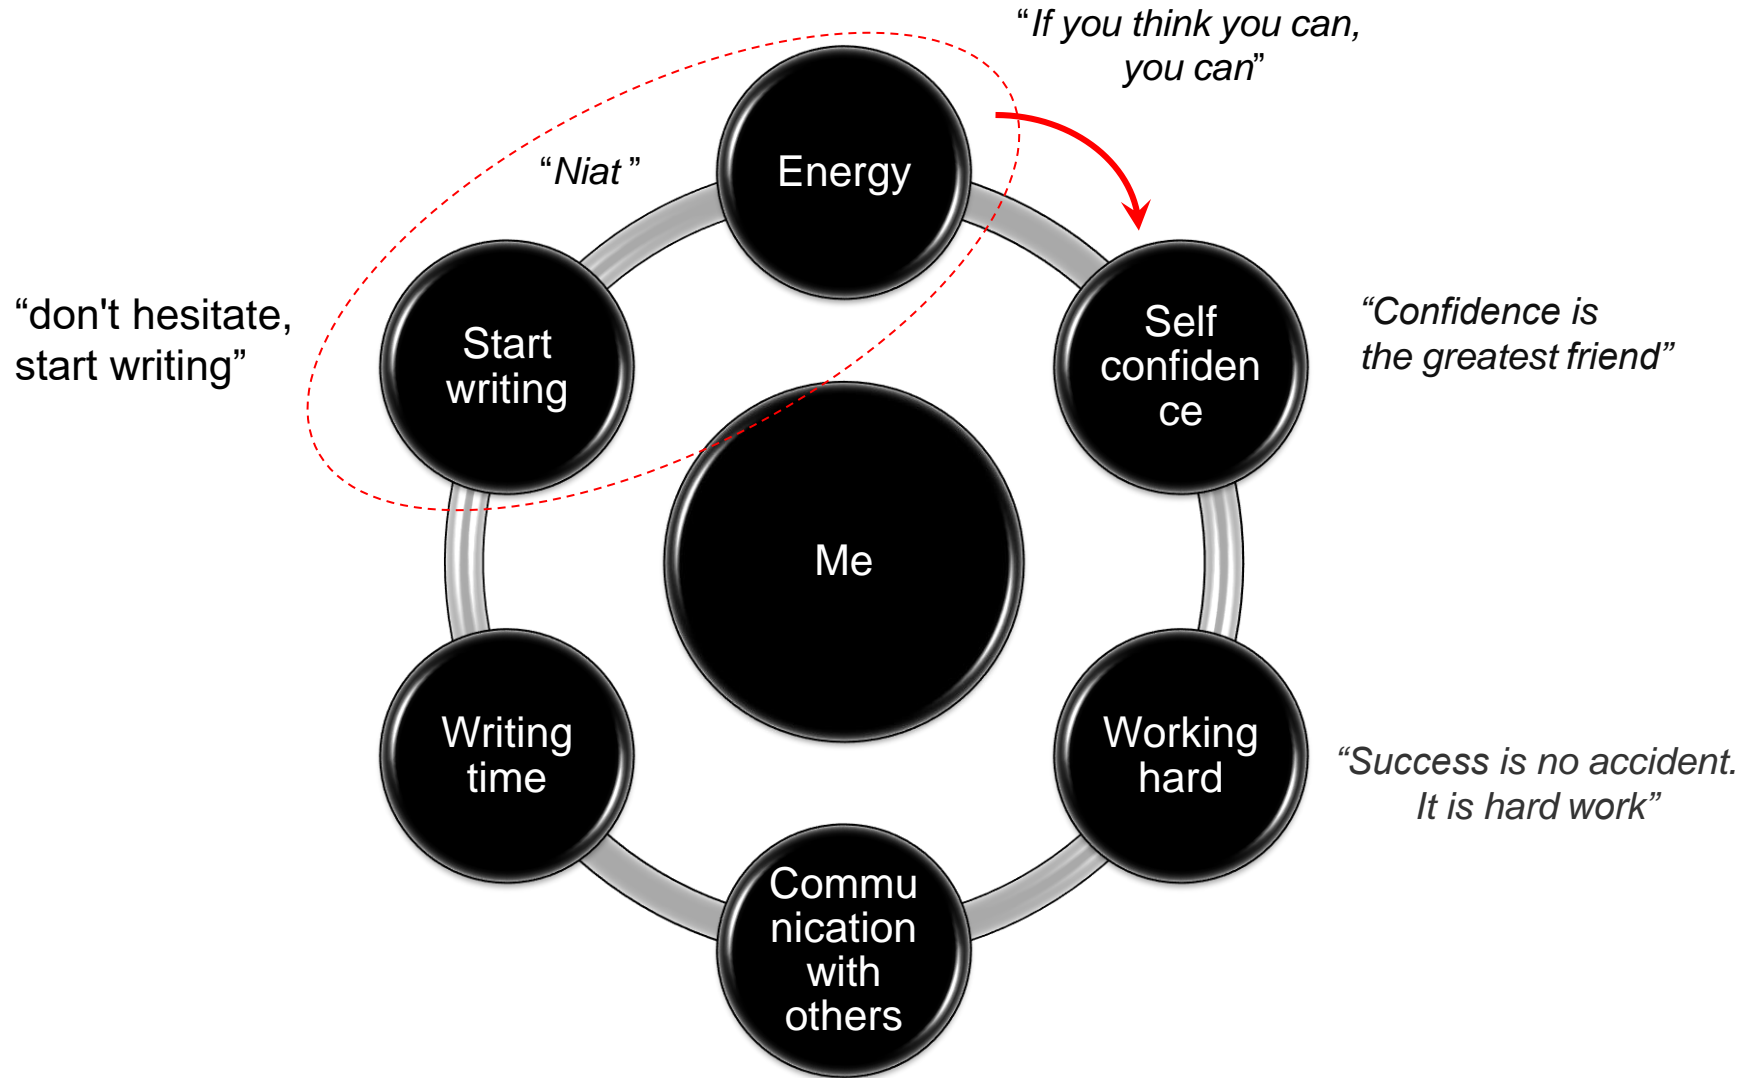 “If you think you can,
you can”
“Niat ”
Energy
“don't hesitate,
start writing”
Start
writing
Self
confiden
ce
“Confidence is
the greatest friend”
Me
Writing
time
Working
hard
“Success is no accident.
It is hard work”
Commu
nication
with
others